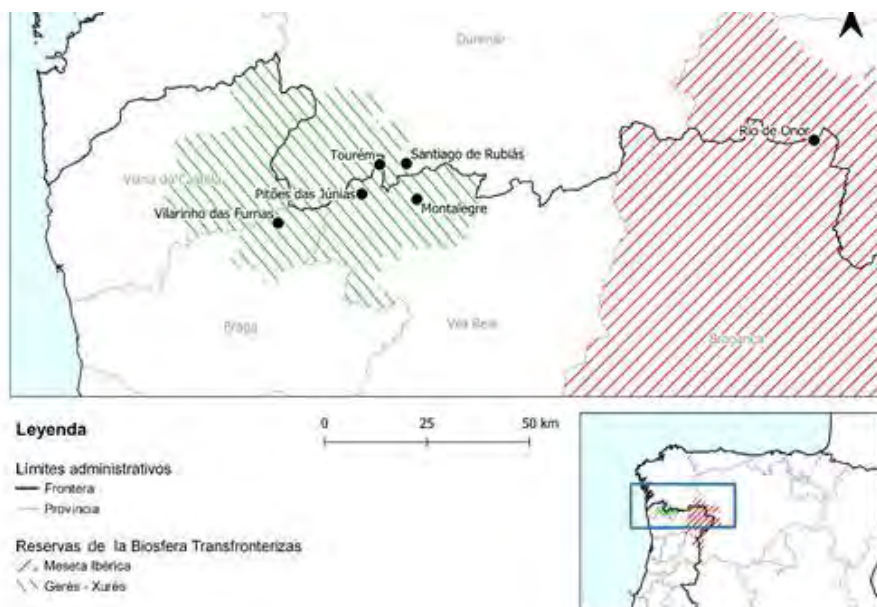 Ourense
Rio de Onor
Tourém
Santiago de Rubiás
Viana do Castelo
Pitões das Júnias
Montalegre
Vilarinho das Furnas
Braga
Vila Real
Bragança
Leyenda
0 25 50 km
Límites administrativos
Frontera
Provincia
Reservas de la Biosfera Transfronterizas
Meseta Ibérica
Gerês - Xurés